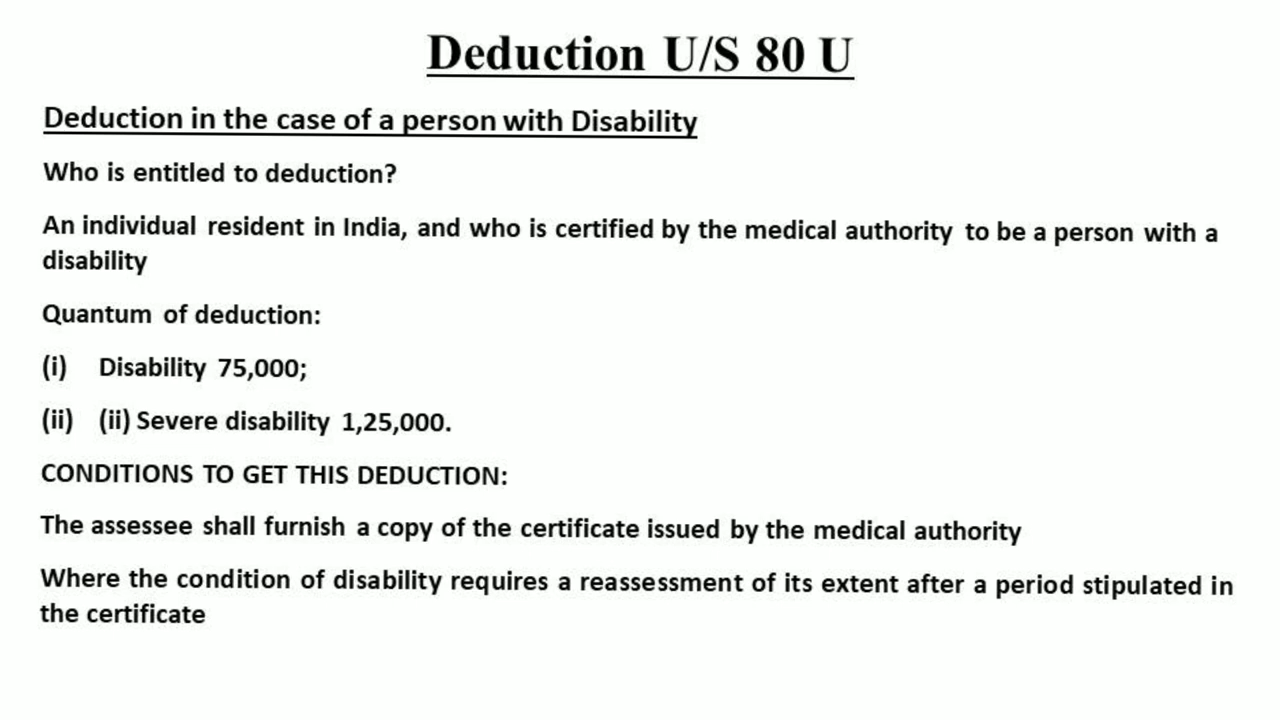 Deduction U/S 80 U
Deduction in the case of a person with Disability
Who is entitled to deduction?
An individual resident in India, and who is certified by the medical authority to be a person with a
disability
Quantum of deduction:
(i) Disability 75,000;
(ii) (ii) Severe disability 1,25,000.
CONDITIONS TO GET THIS DEDUCTION:
The assessee shall furnish a copy of the certificate issued by the medical authority
Where the condition of disability requires a reassessment of its extent after a period stipulated in
the certificate